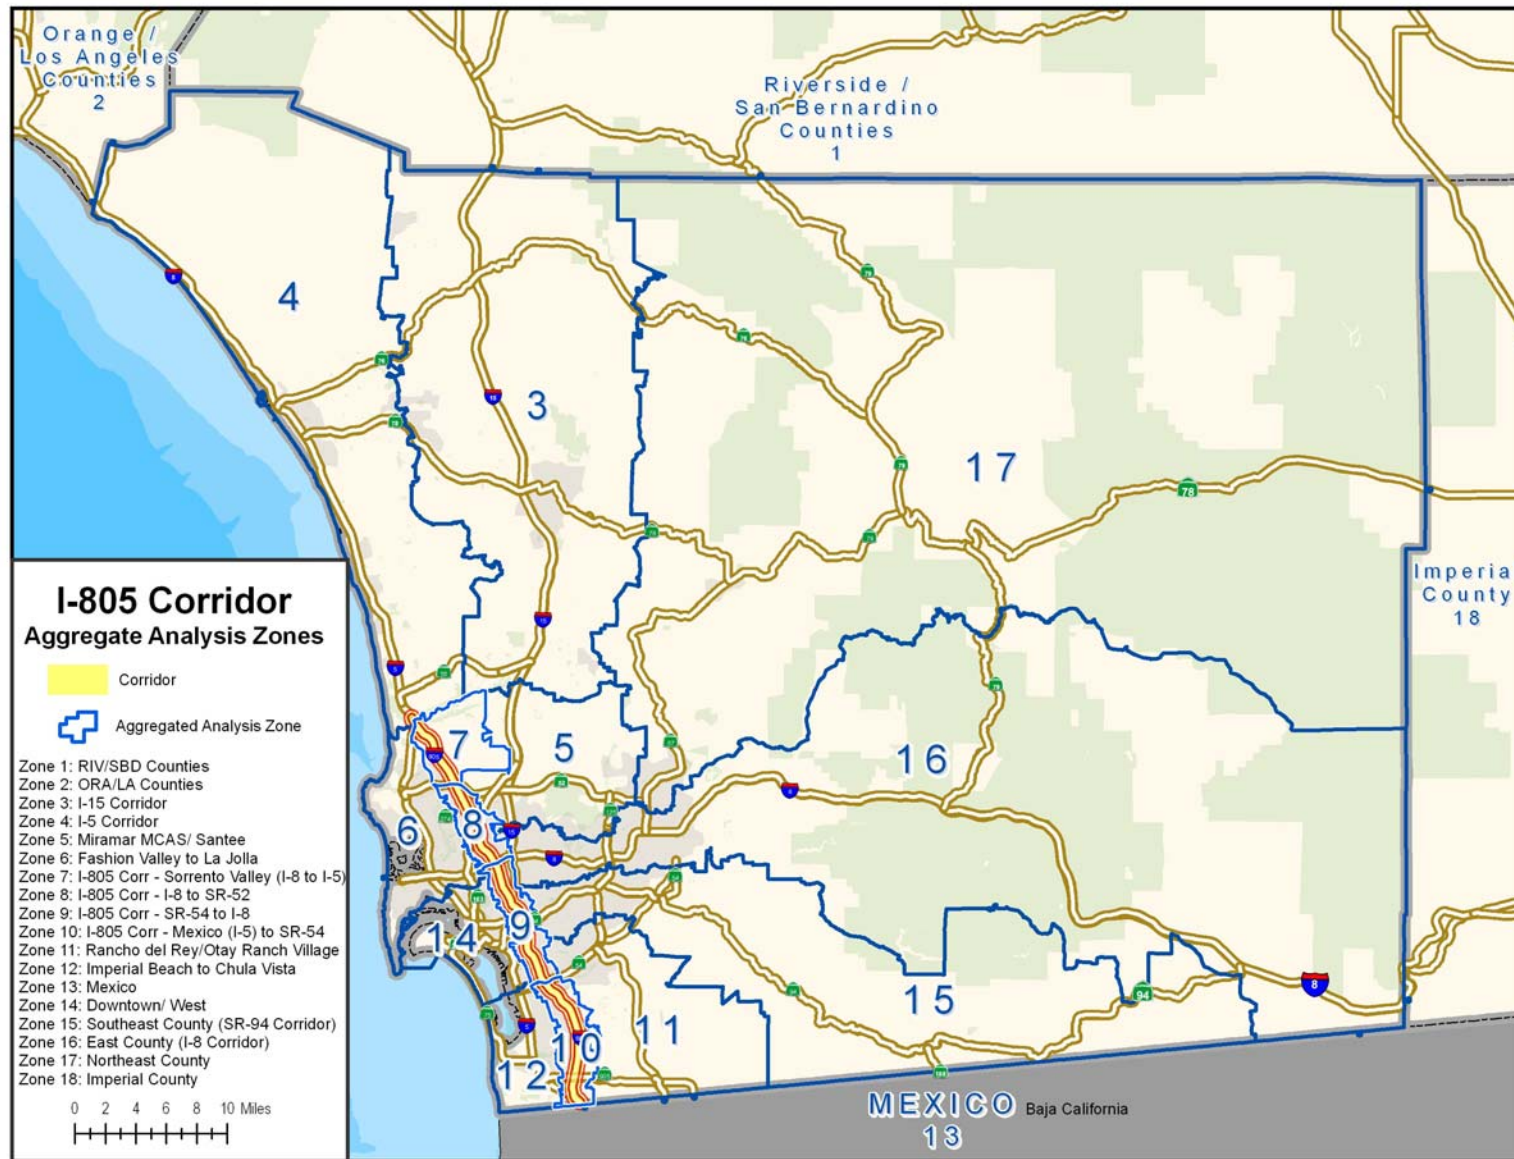 Orange /
Los Angeles
Counties
2
Riverside /
San Bernardino
Counties
1
4
3
17
78
Imperia
County
18
5
7
16
6
8
9
14
15
11
10
12
94
8
MEXICO Baja California
13
I-805 Corridor
Aggregate Analysis Zones
Corridor
Aggregated Analysis Zone
Zone 1: RIV/SBD Counties
Zone 2: ORA/LA Counties
Zone 3: I-15 Corridor
Zone 4: I-5 Corridor
Zone 5: Miramar MCAS/ Santee
Zone 6: Fashion Valley to La Jolla
Zone 7: I-805 Corr - Sorrento Valley (I-8 to I-5)
Zone 8: I-805 Corr - I-8 to SR-52
Zone 9: I-805 Corr - SR-54 to I-8
Zone 10: I-805 Corr - Mexico (I-5) to SR-54
Zone 11: Rancho del Rey/Otay Ranch Village
Zone 12: Imperial Beach to Chula Vista
Zone 13: Mexico
Zone 14: Downtown/ West
Zone 15: Southeast County (SR-94 Corridor)
Zone 16: East County (I-8 Corridor)
Zone 17: Northeast County
Zone 18: Imperial County
0 2 4 6 8 10 Miles